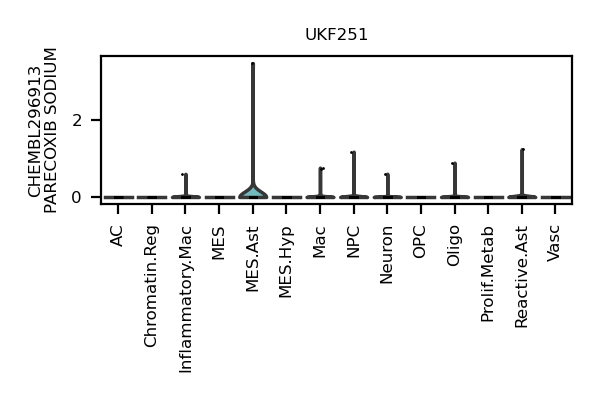 UKF251
CHEMBL296913
PARECOXIB SODIUM
2
0
AC
Chromatin.Reg
Inflammatory.Mac
MES
MES.Ast
MES.Hyp
Mac
NPC
Neuron
OPC
Oligo
Prolif.Metab
Reactive.Ast
Vasc